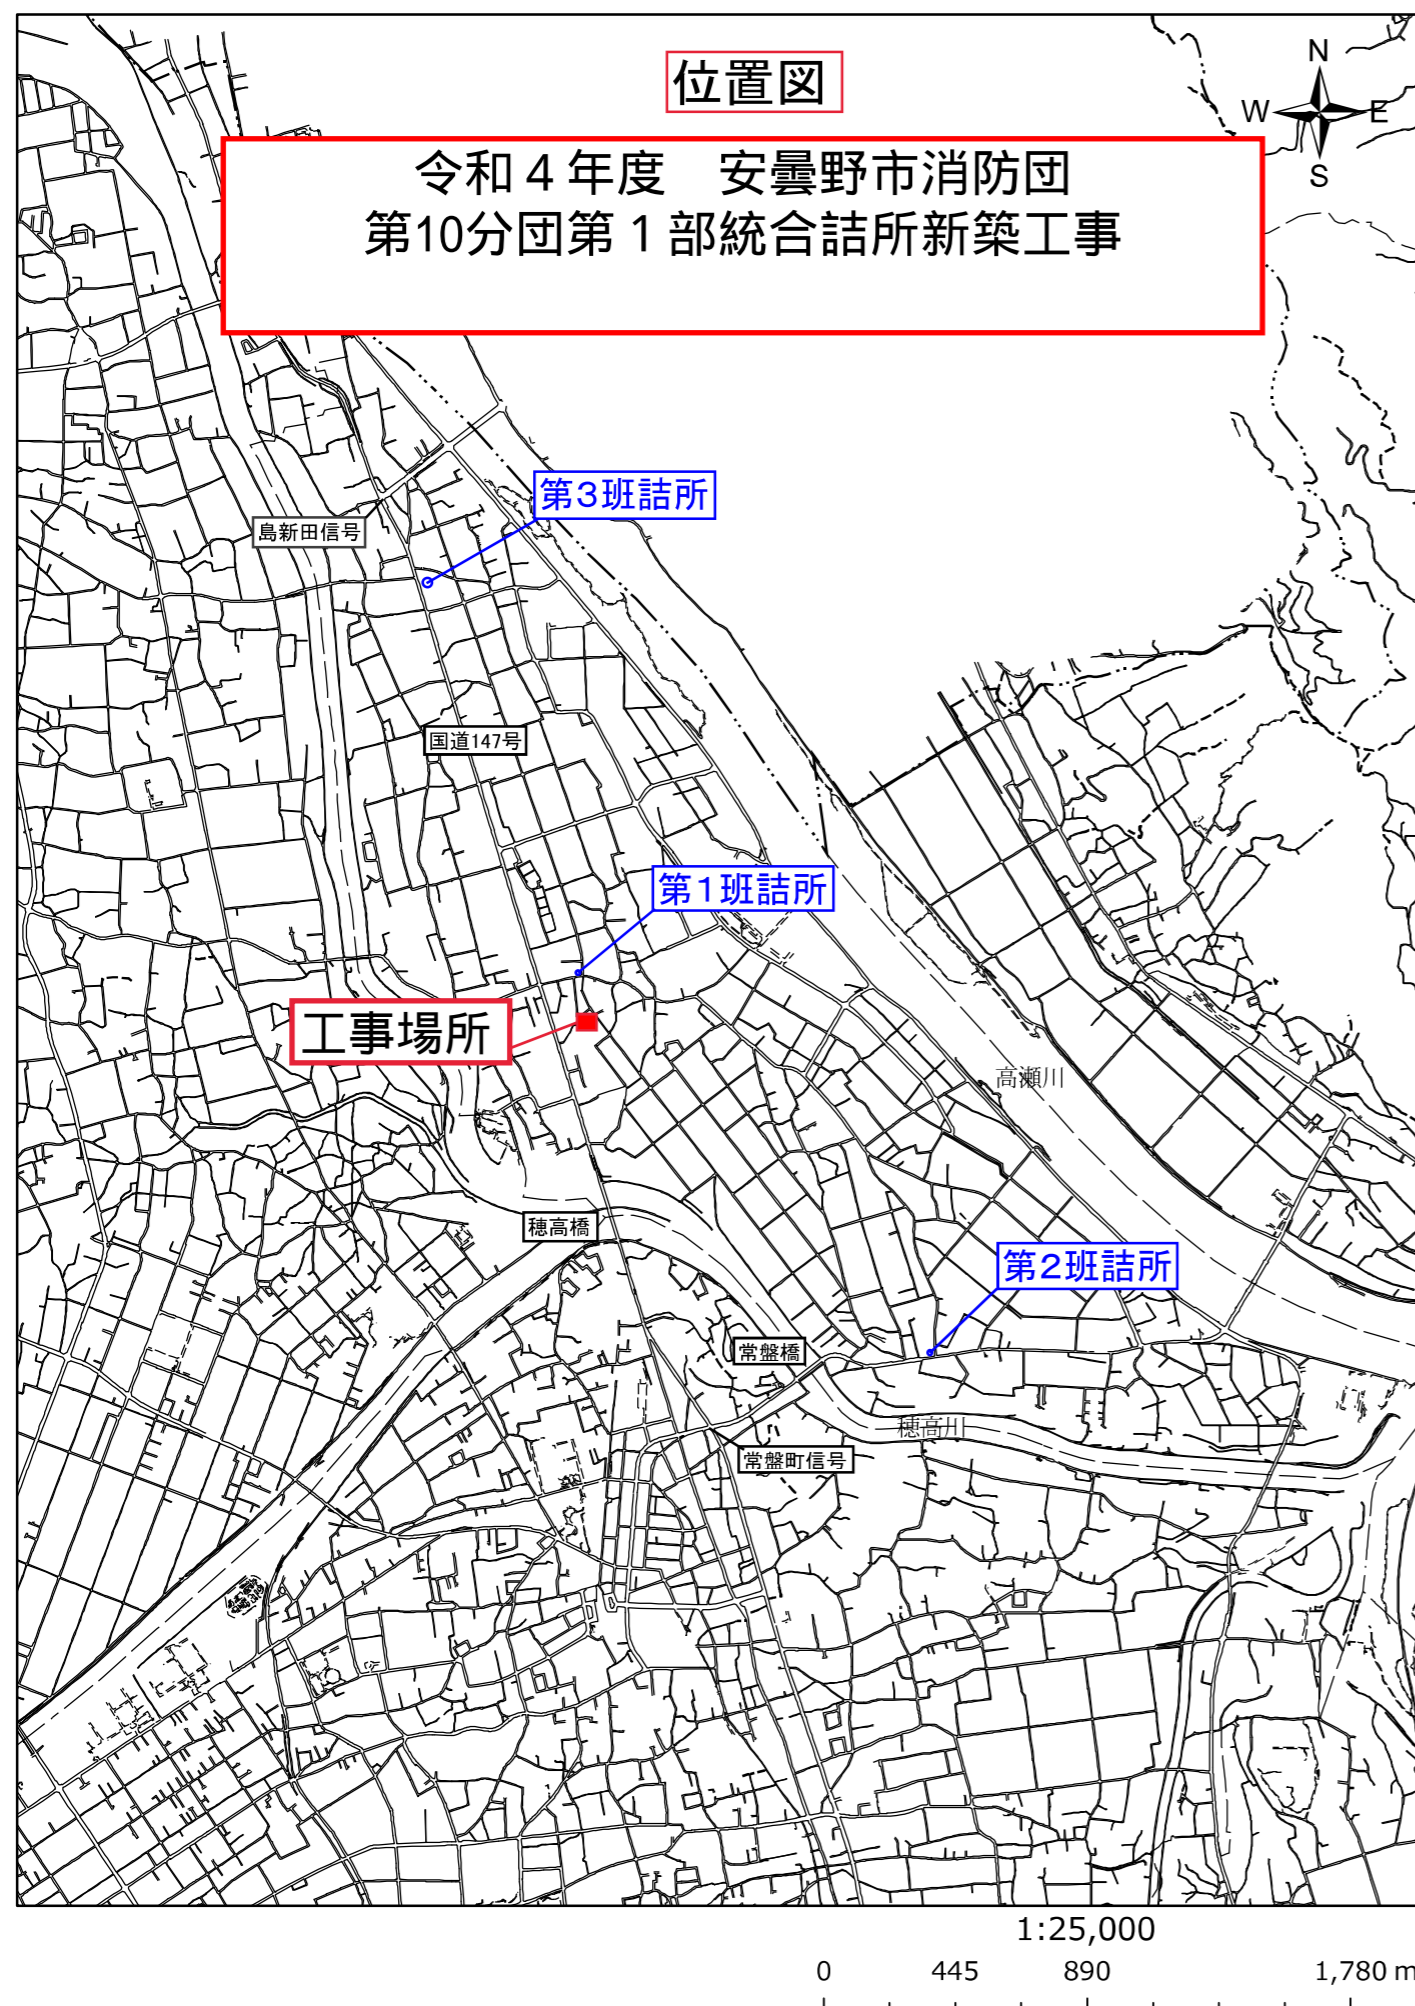 位置図
N
W
E
S
令和４年度　安曇野市消防団
第10分団第１部統合詰所新築工事
第3班詰所
島新田信号
国道147号
第1班詰所
工事場所
高瀬川
穂高橋
第2班詰所
常盤橋
穂高川
常盤町信号
1:25,000
0 445 890 1,780 m